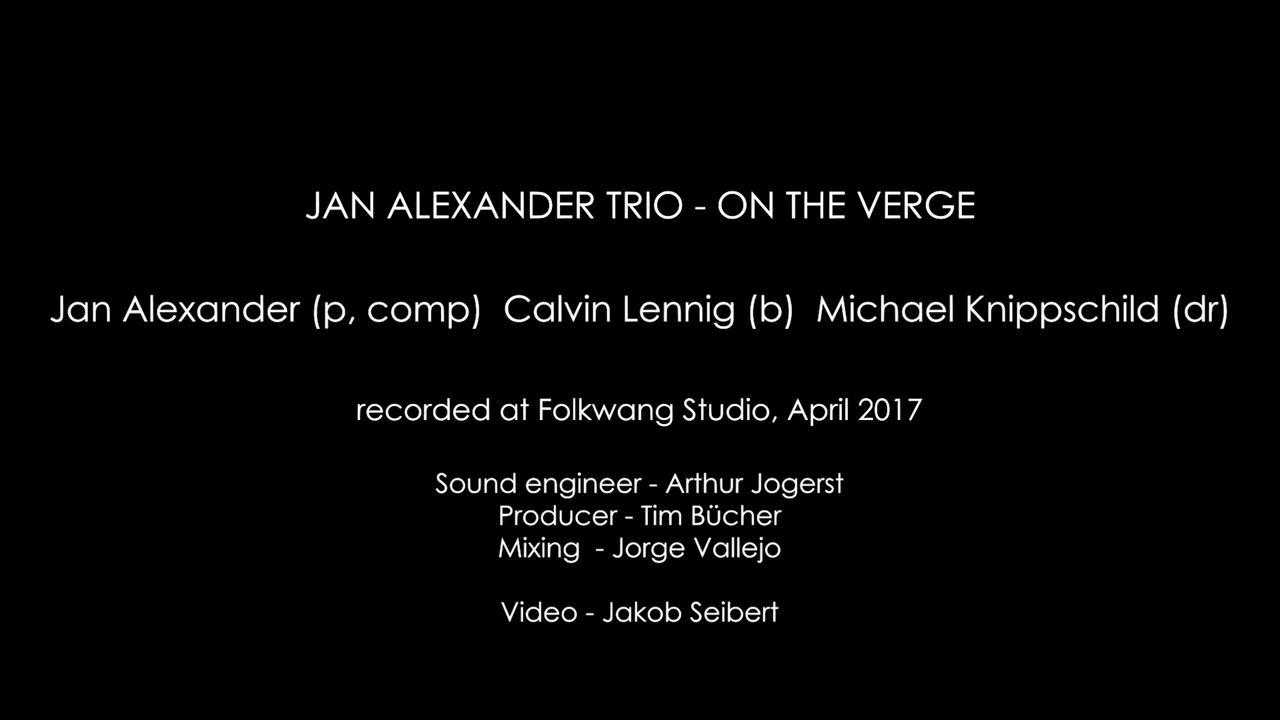 JAN ALEXANDER TRIO - ON THE VERGE
Jan Alexander (p, comp)  Calvin Lennig (b)  Michael Knippschild (dr)
recorded at Folkwang Studio, April 2017
Sound engineer - Arthur Jogerst
Producer - Tim Bücher
Mixing  - Jorge Vallejo
Video - Jakob Seibert